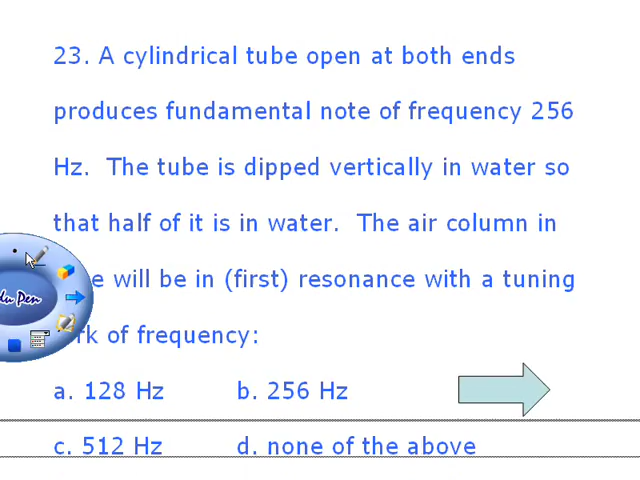 23. A cylindrical tube open at both ends
produces fundamental note of frequency 256
Hz. The tube is dipped vertically in water so
that half of it is in water. The air column in
will be in (first) resonance with a tuning
of frequency:
a. 128 Hz b. 256 Hz
c. 512 Hz d. none of the above
Pen